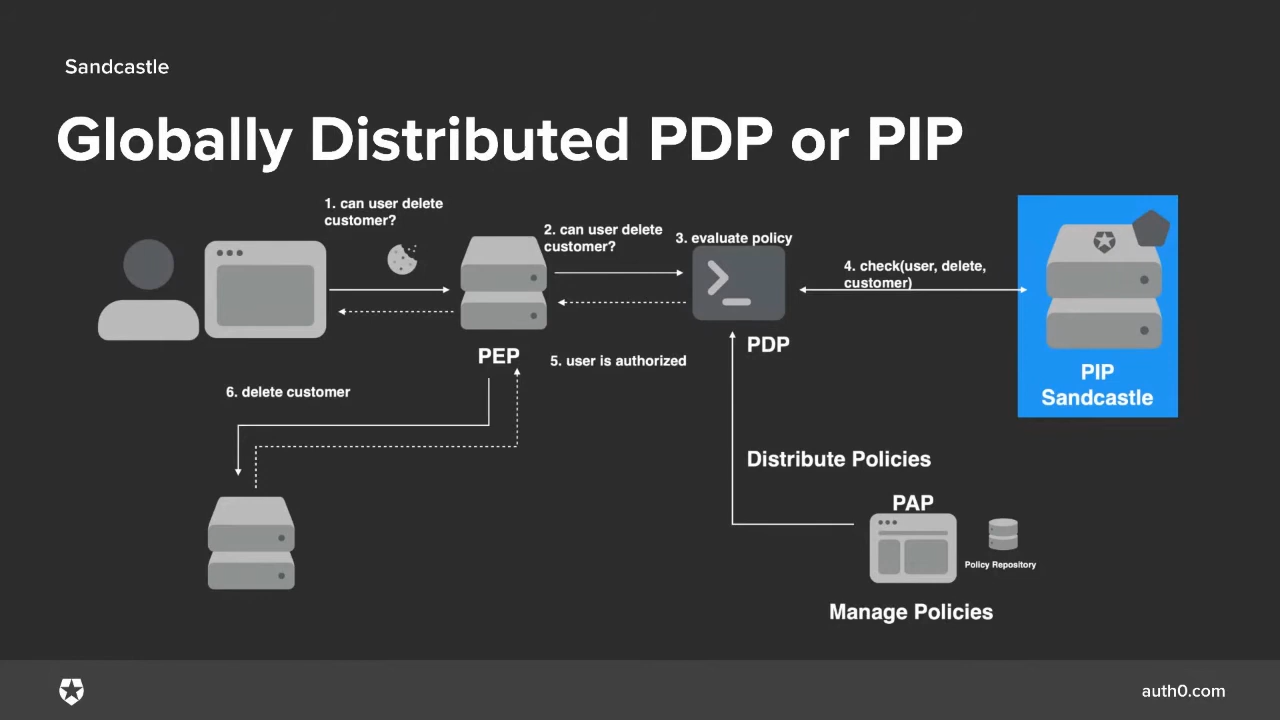 Sandcastle
Globally Distributed PDP or PIP
1. can user delete
customer?
2. can user delete
customer?
3. evaluate policy
4. check(user, delete,
customer)
PEP
PDP
5. user is authorized
PIP
Sandcastle
6. delete customer
Distribute Policies
PAP
Policy Repository
Manage Policies
auth0.com